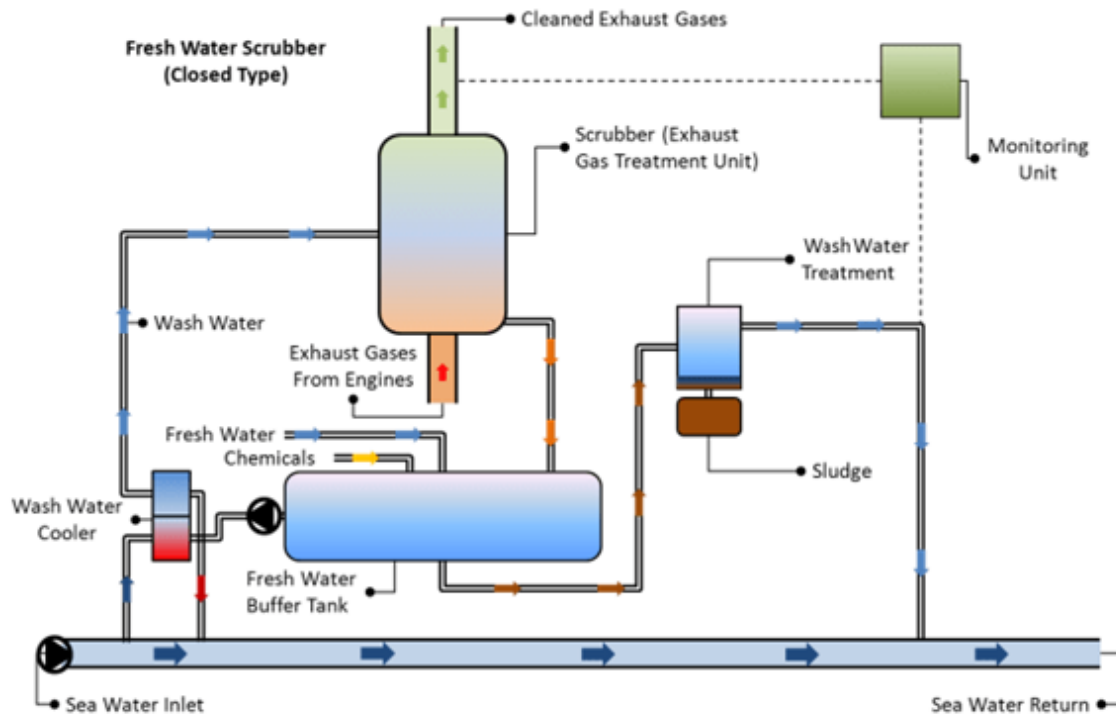 Cleaned Exhaust Gases
Fresh Water Scrubber
(Closed Type)
Scrubber (Exhaust
Gas Treatment Unit)
Monitoring
Unit
Wash Water
Treatment
Wash Water
Exhaust Gases
From Engines
Fresh Water
Chemicals
Sludge
Wash Water
Cooler
Fresh Water
Buffer Tank
Sea Water Inlet
Sea Water Return